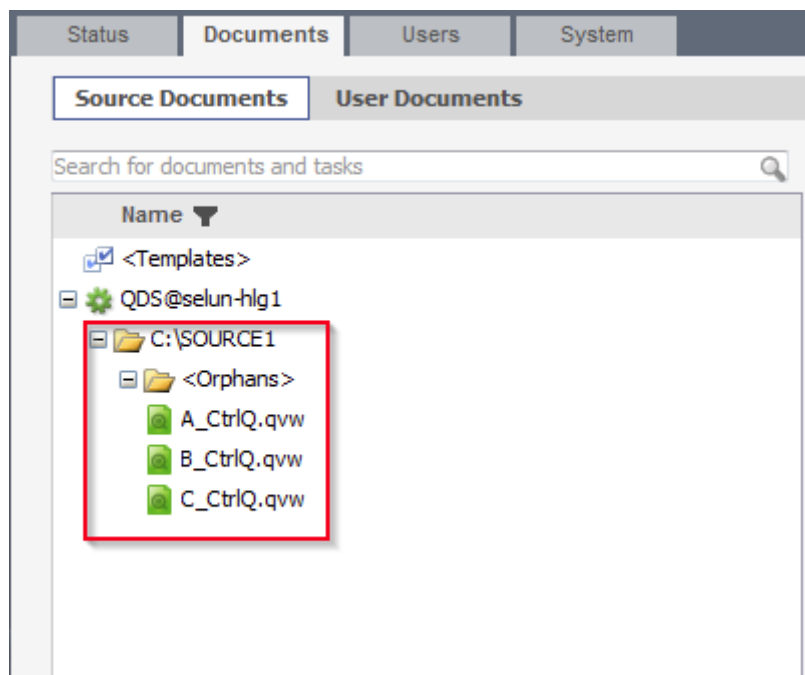 Status Documents Users System
Source Documents User Documents
Search for documents and tasks
Name
<Templates>
QDS@selun-hlg1
C:\SOURCE1
<Orphans>
A_CtrlQ.qvw
B_CtrlQ.qvw
C_CtrlQ.qvw